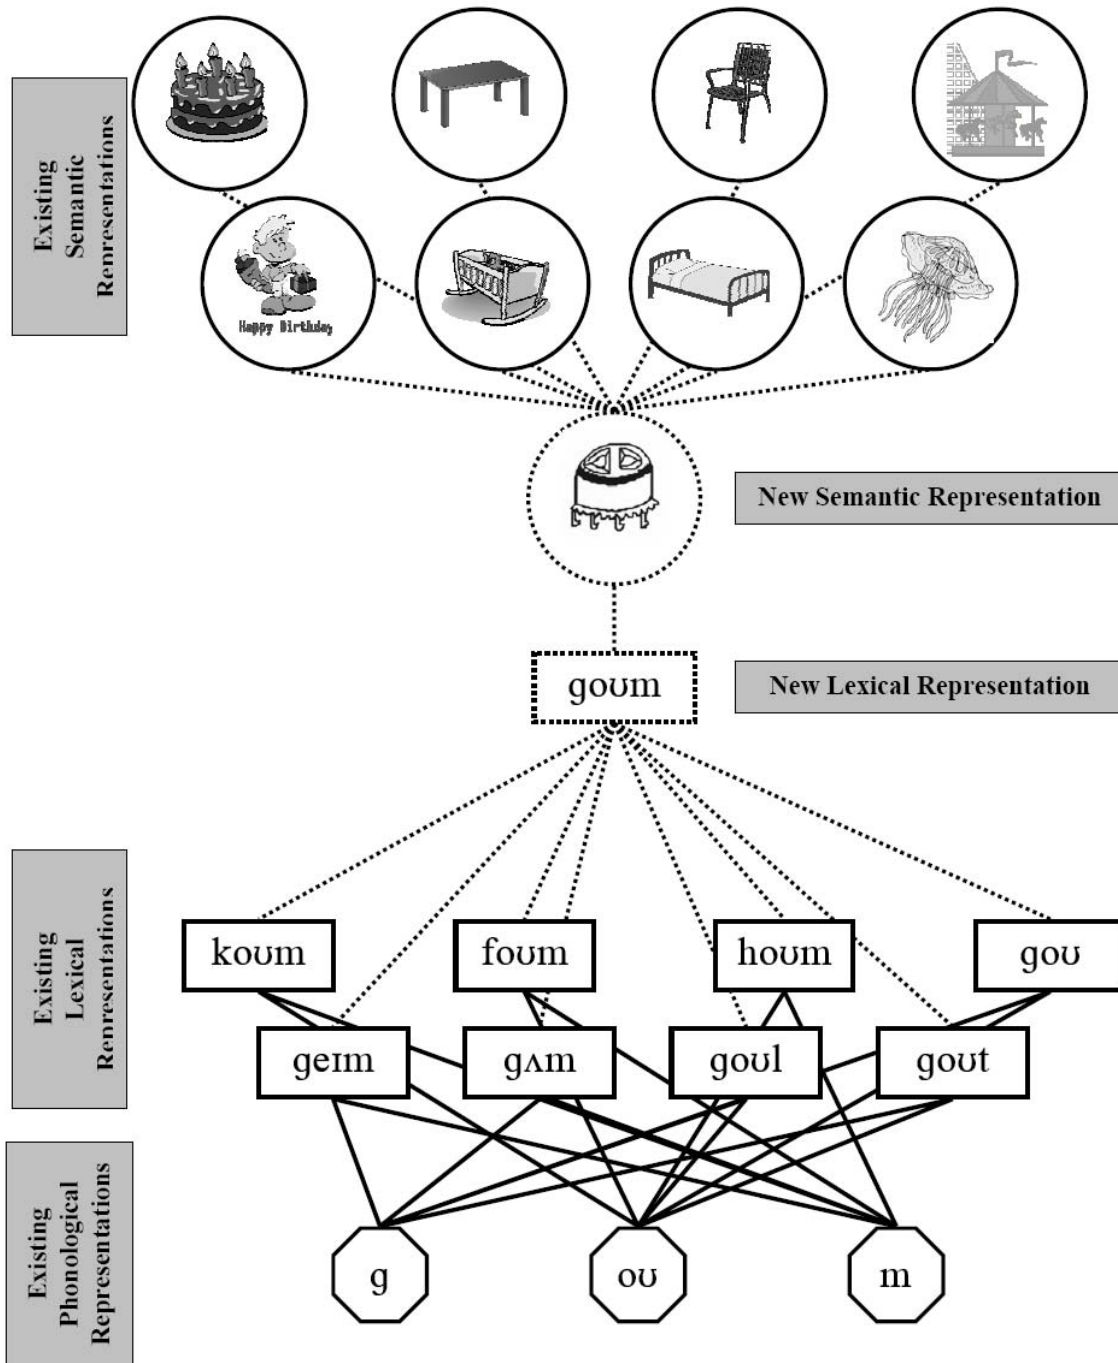 Existing
Semantic
Representations
Happy Birthday
New Semantic Representation
goʊm
New Lexical Representation
Existing
Lexical
Representations
koʊm
foʊm
hoʊm
goʊ
geɪm
gʌm
goʊl
goʊt
Existing
Phonological
Representations
g
oʊ
m